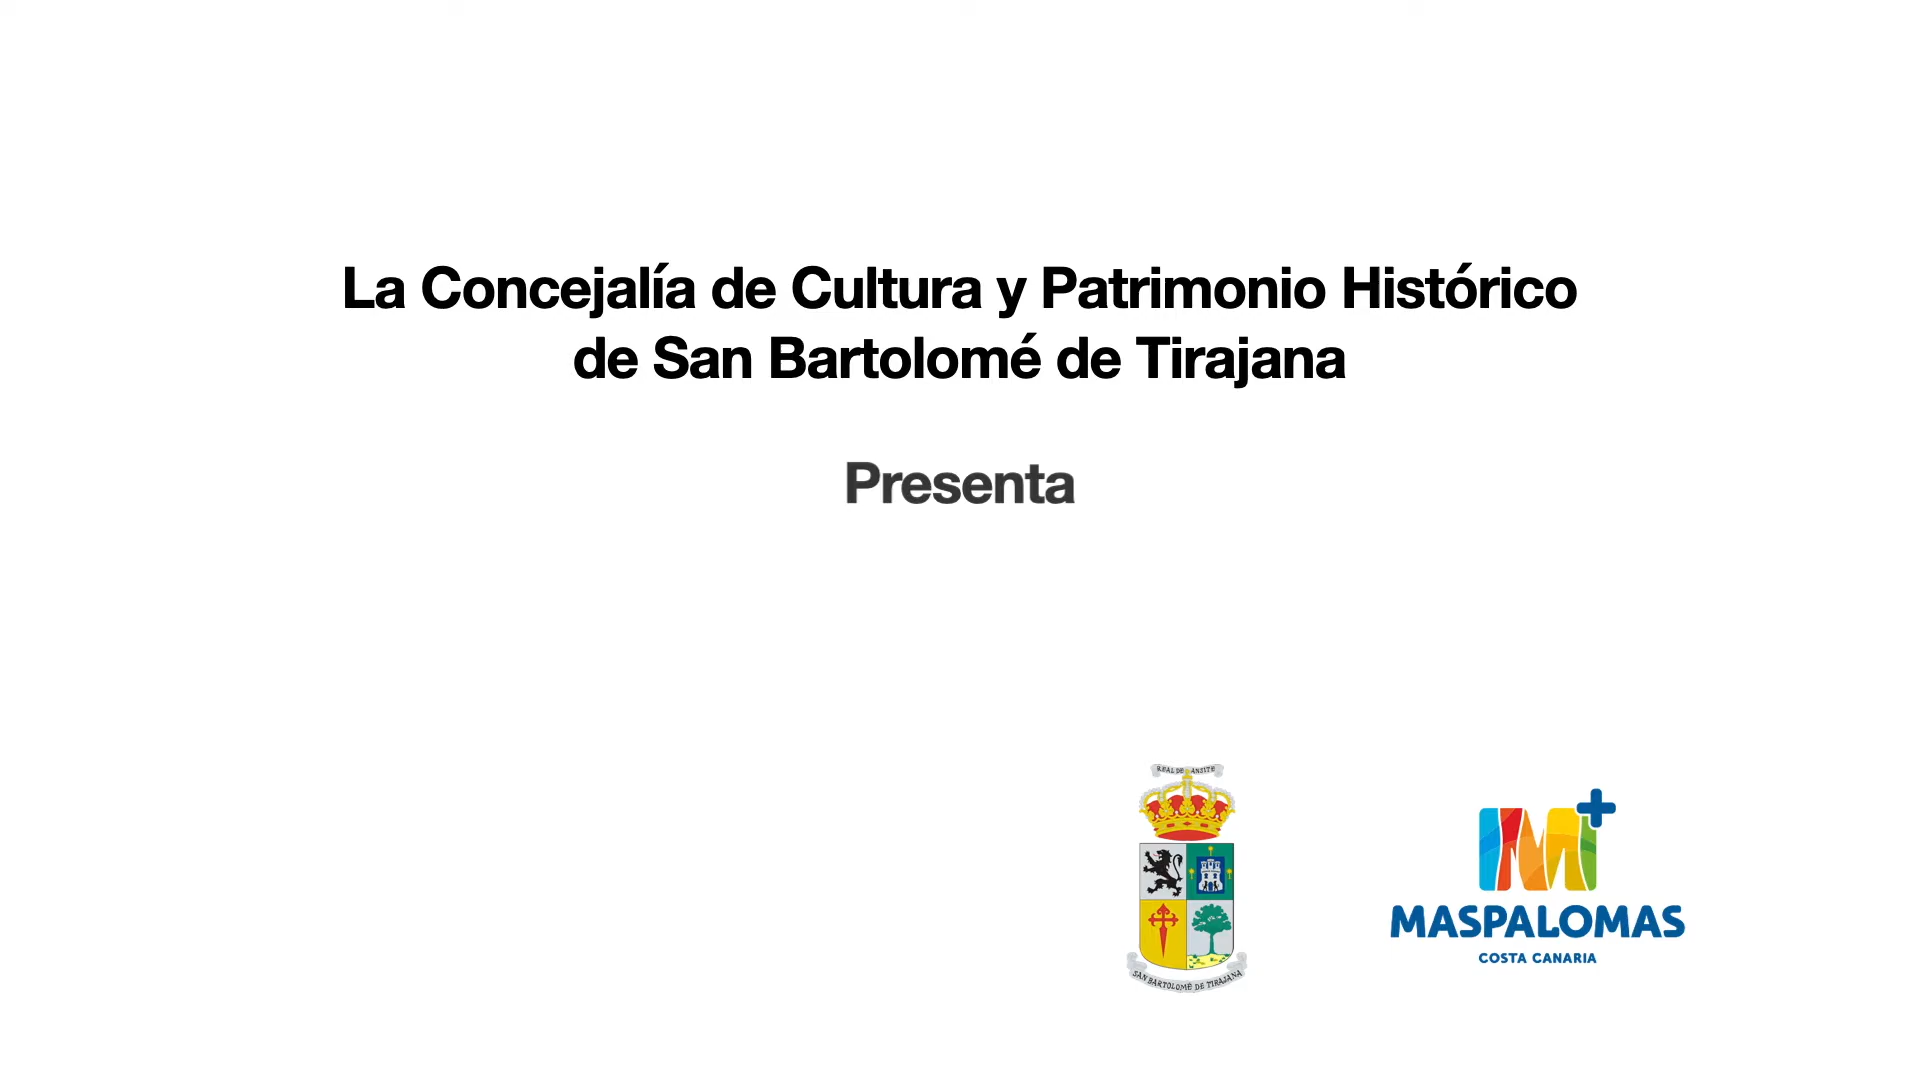 La Concejalía de Cultura y Patrimonio Histórico
de San Bartolomé de Tirajana
Presenta
REAL DE ANSITE
SAN BARTOLOMÉ DE TIRAJANA
M+
MASPALOMAS
COSTA CANARIA